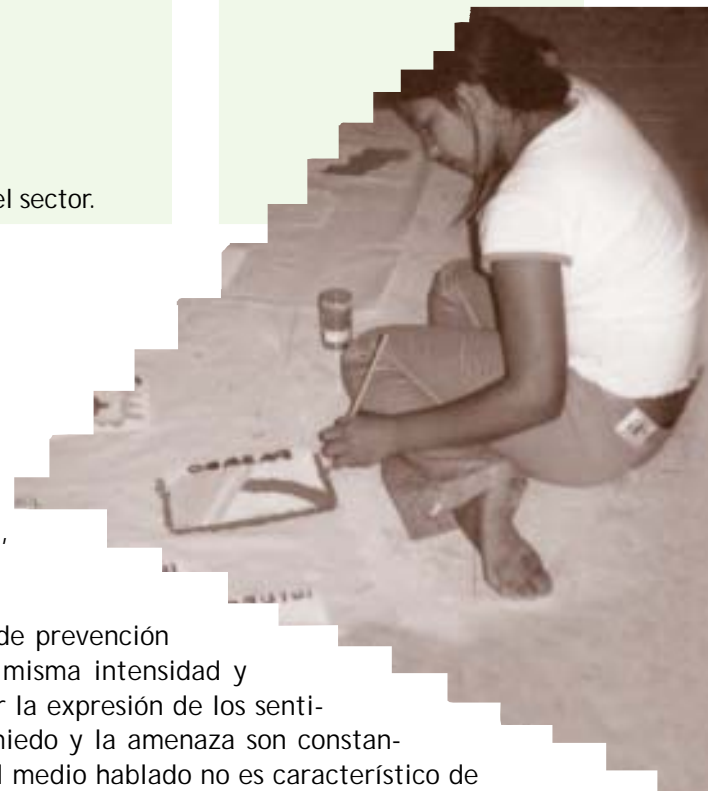 el sector.
,
de prevención
misma intensidad y
r la expresión de los senti-
niedo y la amenaza son constan-
l medio hablado no es característico de